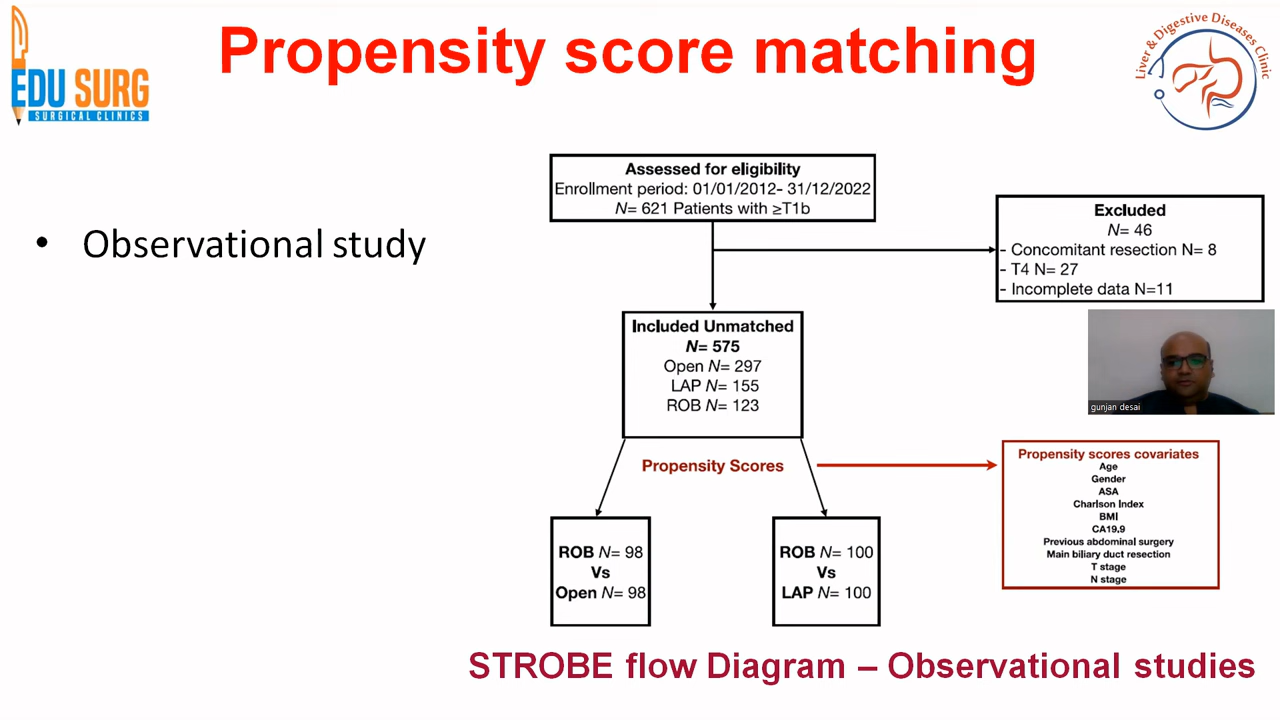 Propensity score matching
EDU SURG
SURGICAL CLINICS
Liver & Digestive Diseases Clinic
• Observational study
Assessed for eligibility
Enrollment period: 01/01/2012- 31/12/2022
N= 621 Patients with ≥T1b
Excluded
N= 46
- Concomitant resection N= 8
- T4 N= 27
- Incomplete data N=11
Included Unmatched
N= 575
Open N= 297
LAP N= 155
ROB N= 123
gunjan desai
Propensity Scores
Propensity scores covariates
Age
Gender
ASA
Charlson Index
BMI
CA19.9
Previous abdominal surgery
Main biliary duct resection
T stage
N stage
ROB N= 98
Vs
Open N= 98
ROB N= 100
Vs
LAP N= 100
STROBE flow Diagram – Observational studies